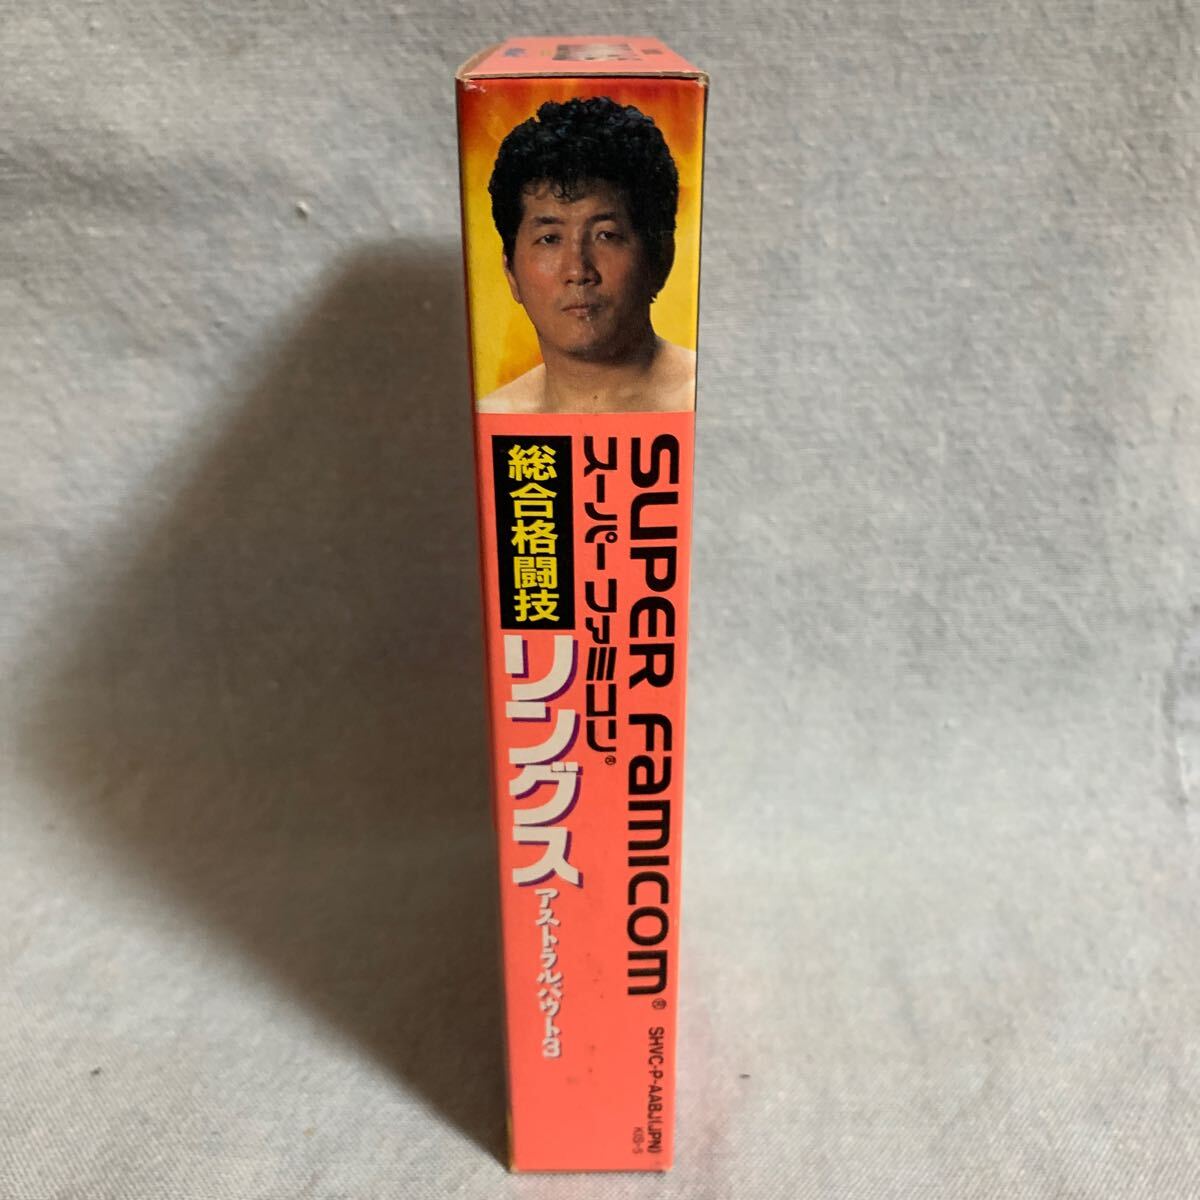 SUPER FAMICOM®
スーパーファミコン®
総合格闘技
リングス
アストラルバウト3
SHVC-P-AABJ(JPN)
KIS-5